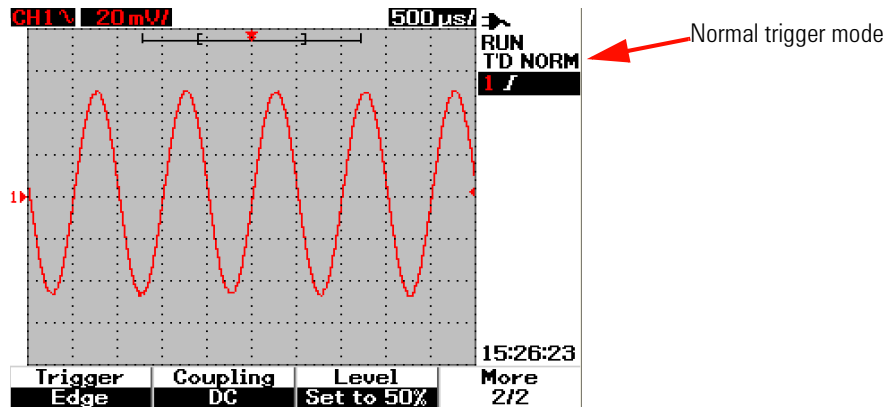 CH1 ∿ 20 mV/ 500 µs/
RUN
T'D NORM
Normal trigger mode
1
1
15:26:23
Trigger Coupling Level More
Edge DC Set to 50% 2/2